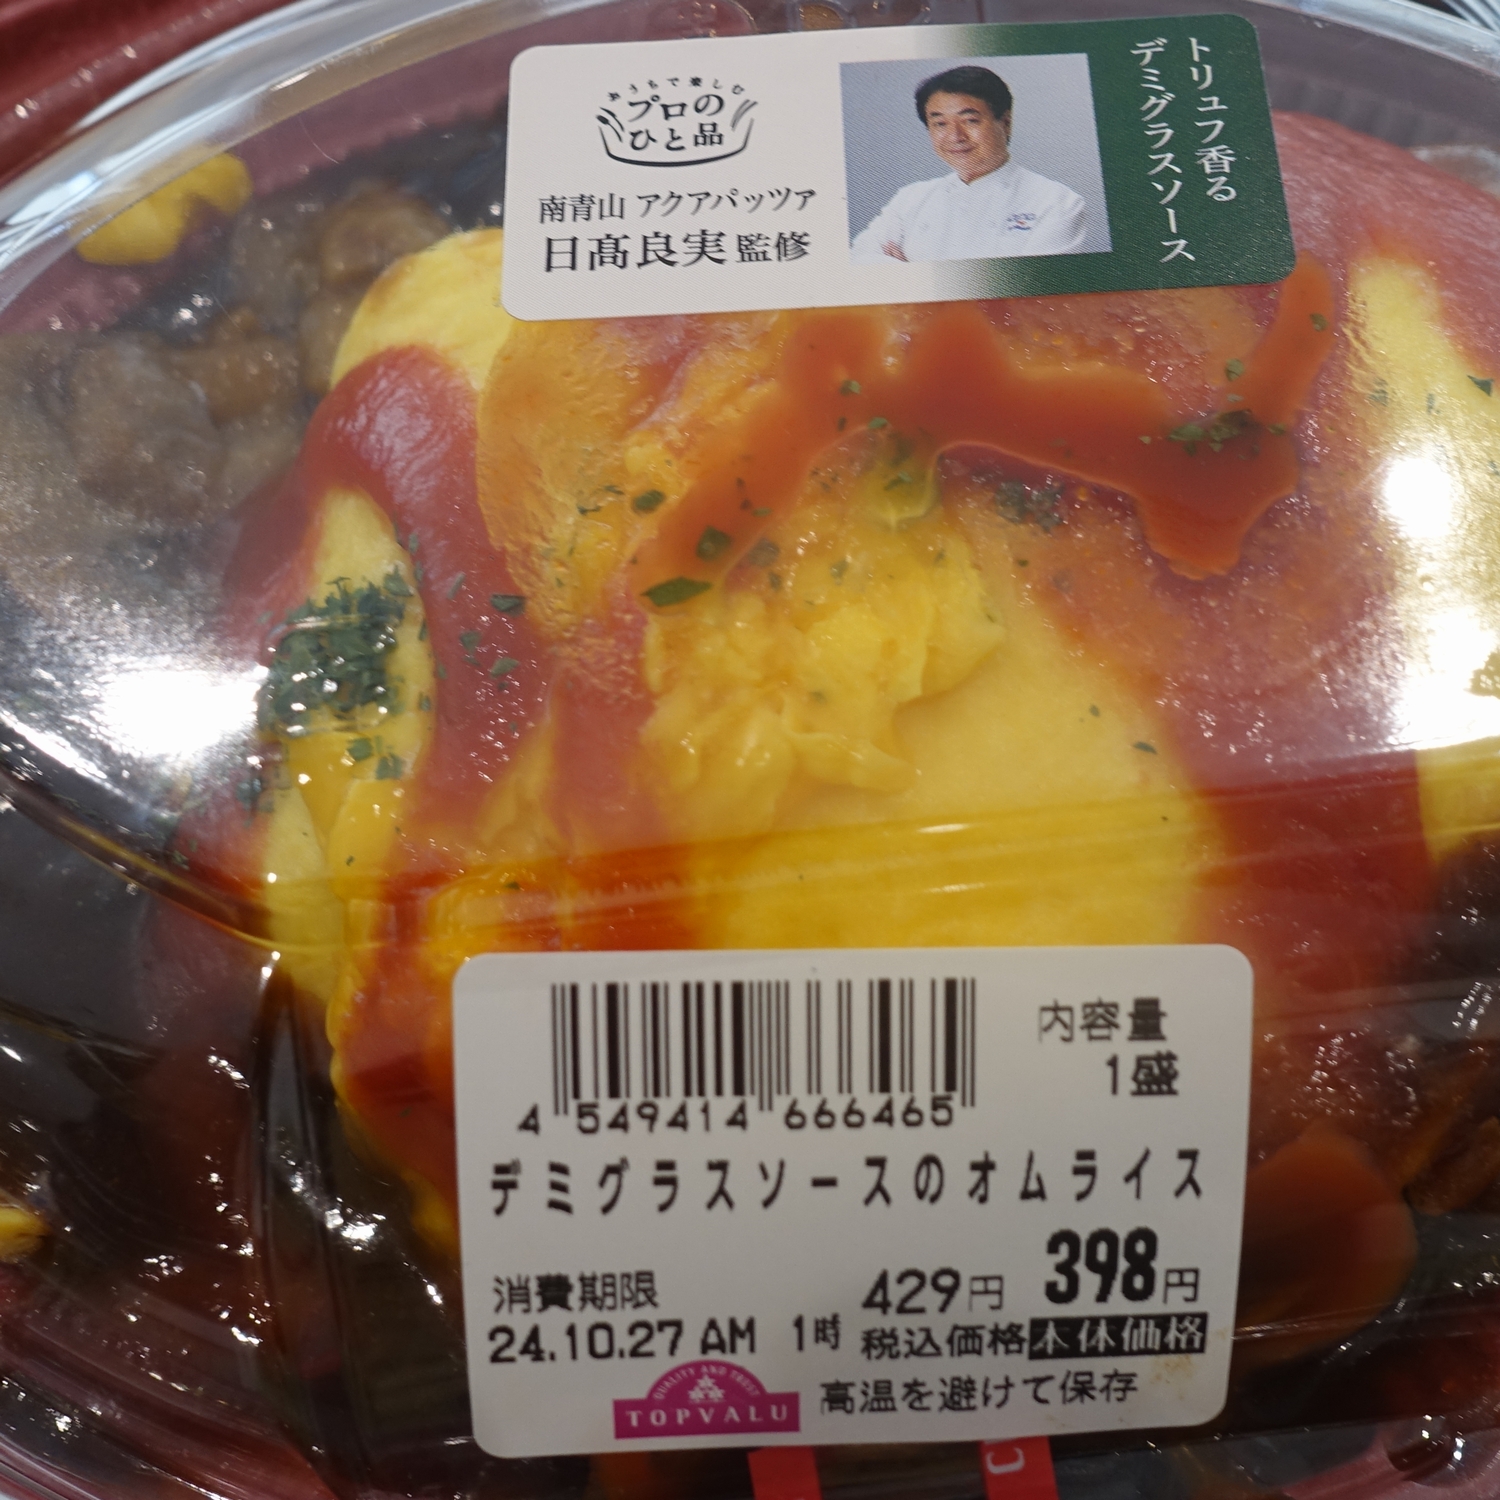 おうちで楽しむ
プロの
ひと品
南青山 アクアパッツァ
日髙良実 監修
トリュフ香る
デミグラスソース
内容量
1盛
4 549414 666465
デミグラスソースのオムライス
消費期限
24.10.27 AM 1時
429円
税込価格
398円
本体価格
高温を避けて保存
QUALITY AND TRUST
TOPVALU